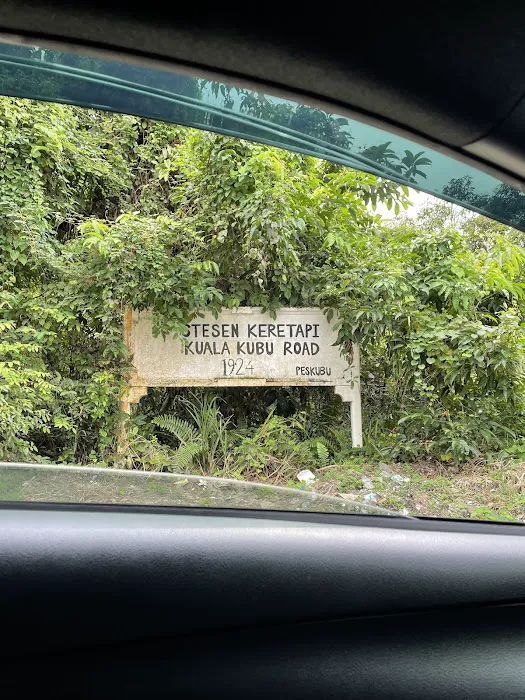 STESEN KERETAPI
KUALA KUBU ROAD
1924 PESKUBU